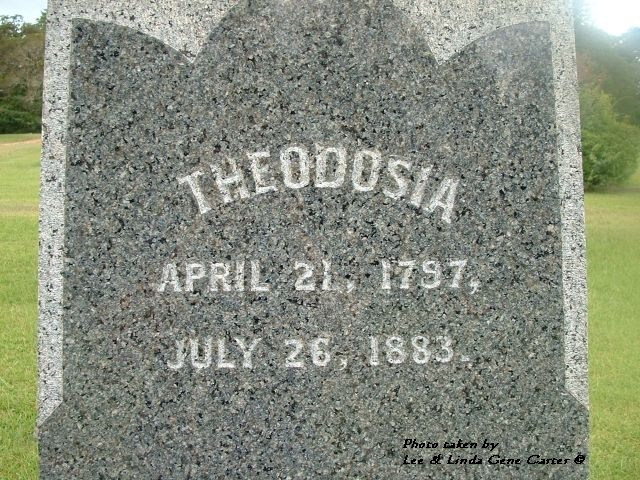 THEODOSIA
APRIL 21, 1797,
JULY 26, 1883.
Photo taken by
Lee & Linda Gene Carter ©